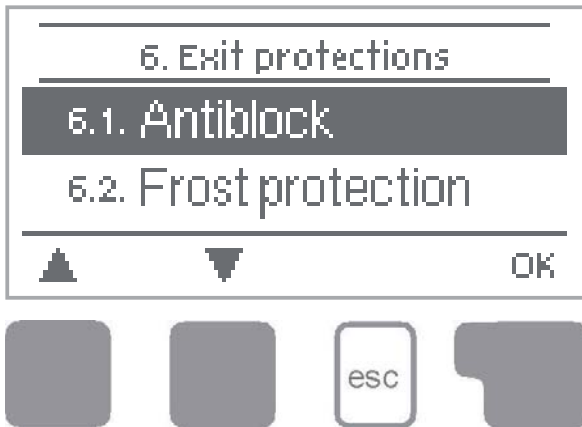 6. Exit protections
6.1. Antiblock
6.2. Frost protection
▲ ▼ OK
esc